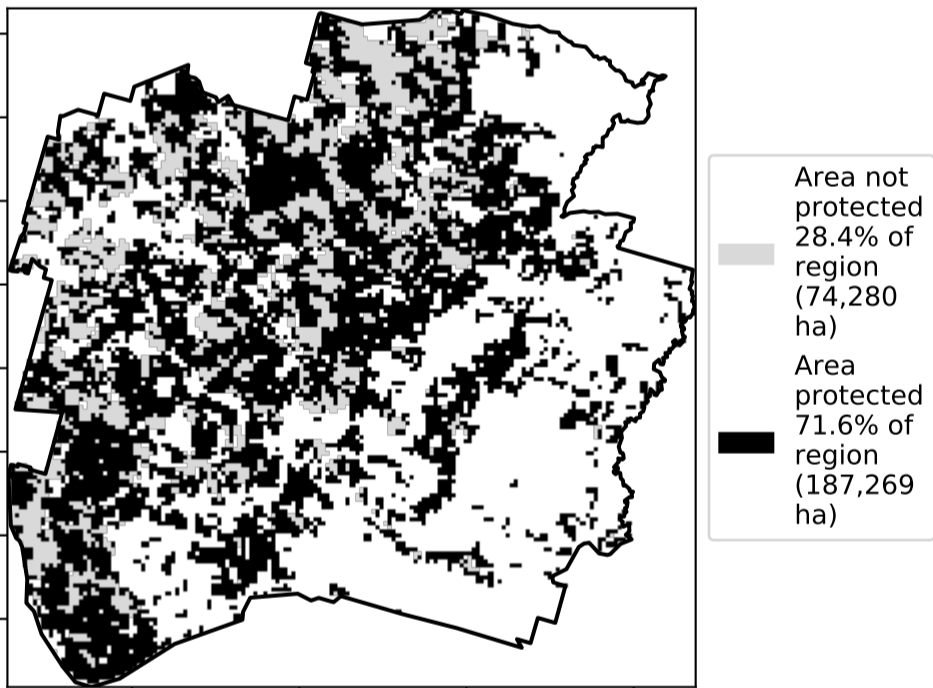 Area not
protected
28.4% of
region
(74,280
ha)
Area
protected
71.6% of
region
(187,269
ha)